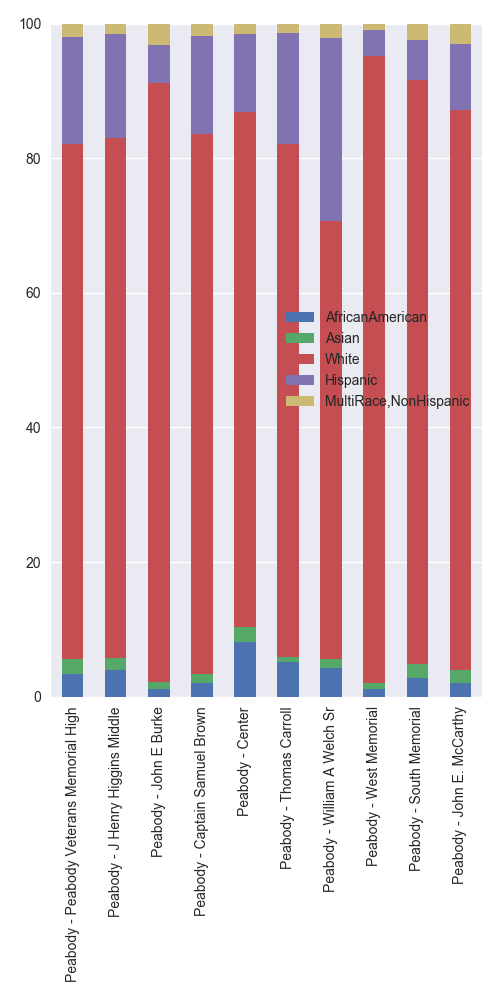 100
80
60
40
20
0
AfricanAmerican
Asian
White
Hispanic
MultiRace,NonHispanic
Peabody - Peabody Veterans Memorial High
Peabody - J Henry Higgins Middle
Peabody - John E Burke
Peabody - Captain Samuel Brown
Peabody - Center
Peabody - Thomas Carroll
Peabody - William A Welch Sr
Peabody - West Memorial
Peabody - South Memorial
Peabody - John E. McCarthy